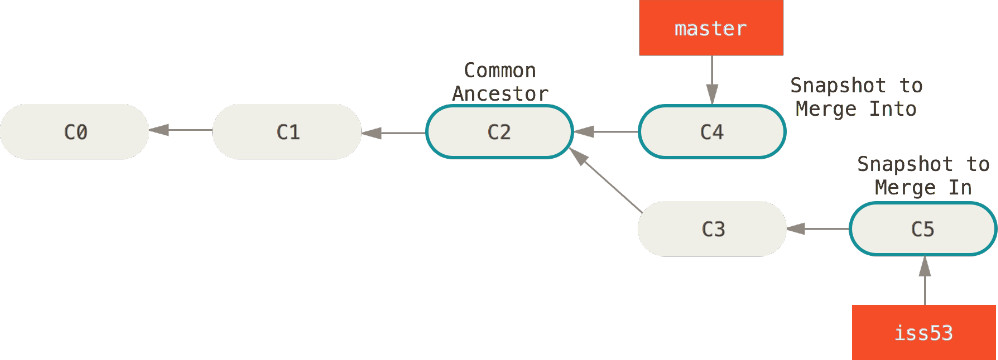 master
Common
Ancestor
Snapshot to
Merge Into
C0
C1
C2
C4
Snapshot to
Merge In
C3
C5
iss53